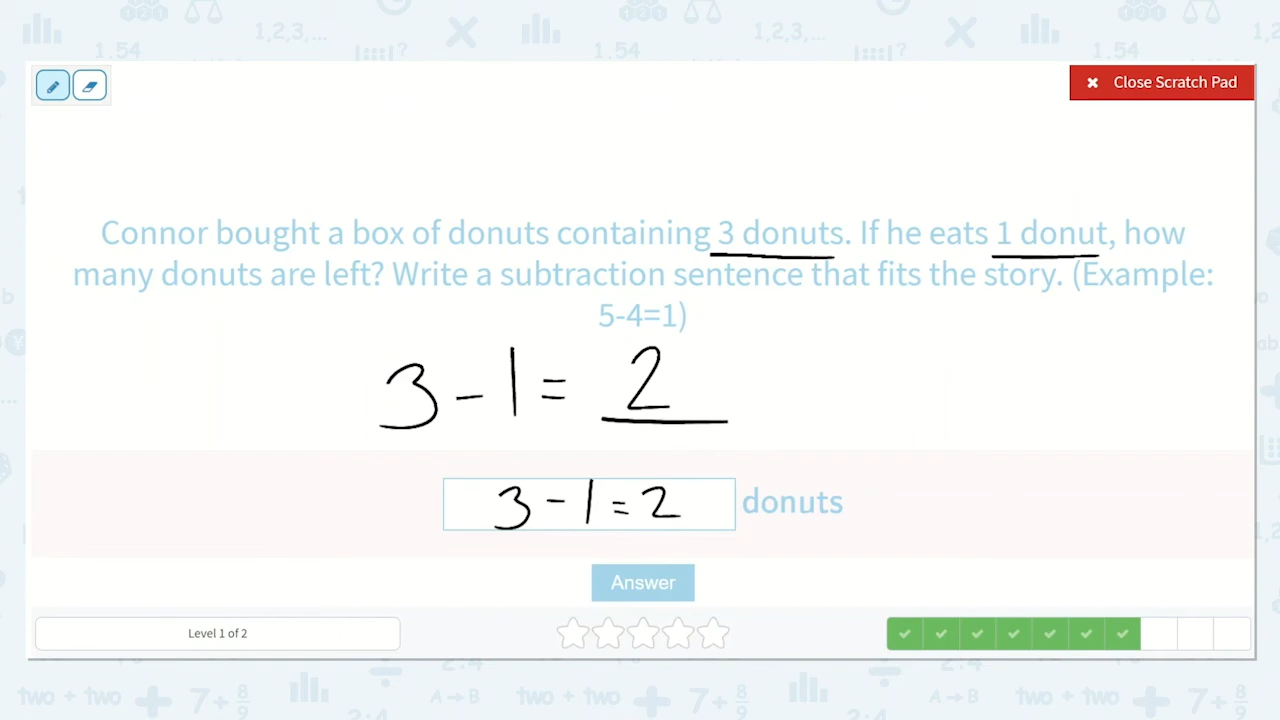 Close Scratch Pad
Connor bought a box of donuts containing 3 donuts. If he eats 1 donut, how
many donuts are left? Write a subtraction sentence that fits the story. (Example:
5-4=1)
3 - 1 = 2
3 - 1 = 2 donuts
Answer
Level 1 of 2